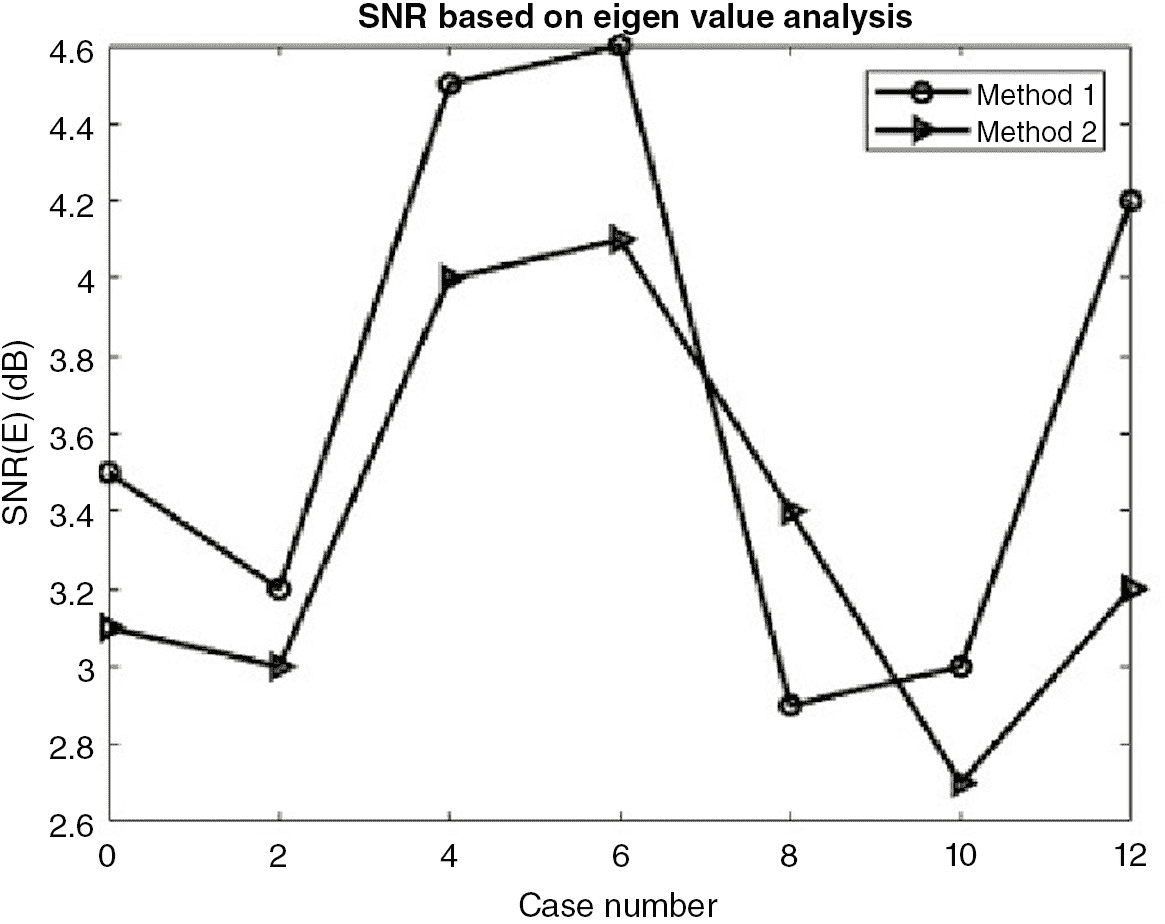 SNR based on eigen value analysis
4.6
4.4
4.2
4
3.8
3.6
3.4
3.2
3
2.8
2.6
SNR(E) (dB)
Method 1
Method 2
0 2 4 6 8 10 12
Case number